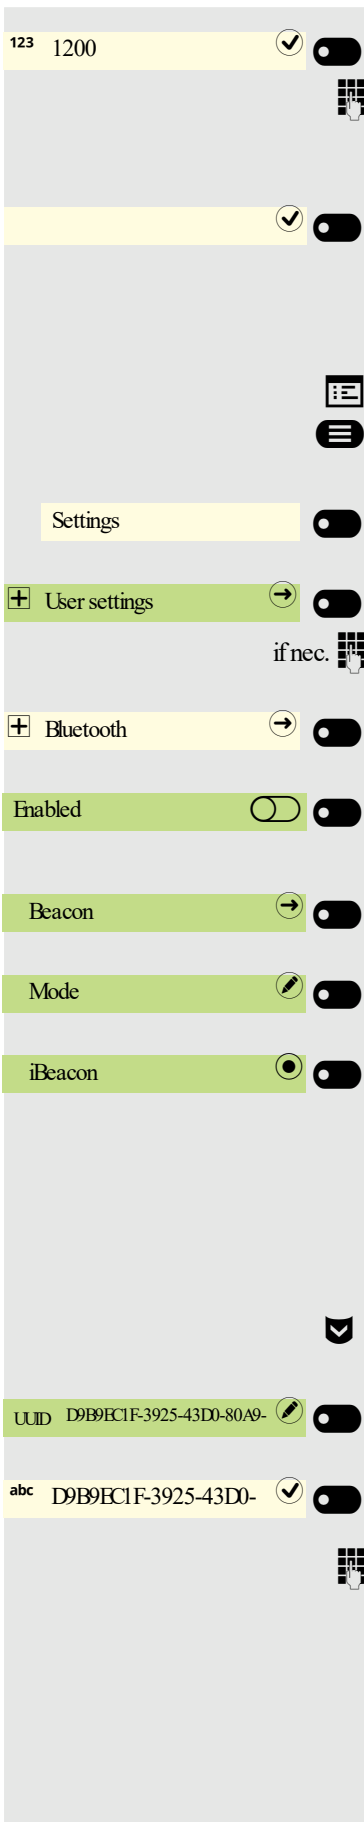 123 1200
Settings
User settings
if nec.
Bluetooth
Enabled
Beacon
Mode
iBeacon
UUID D9B9EC1F-3925-43D0-80A9-
abc D9B9EC1F-3925-43D0-